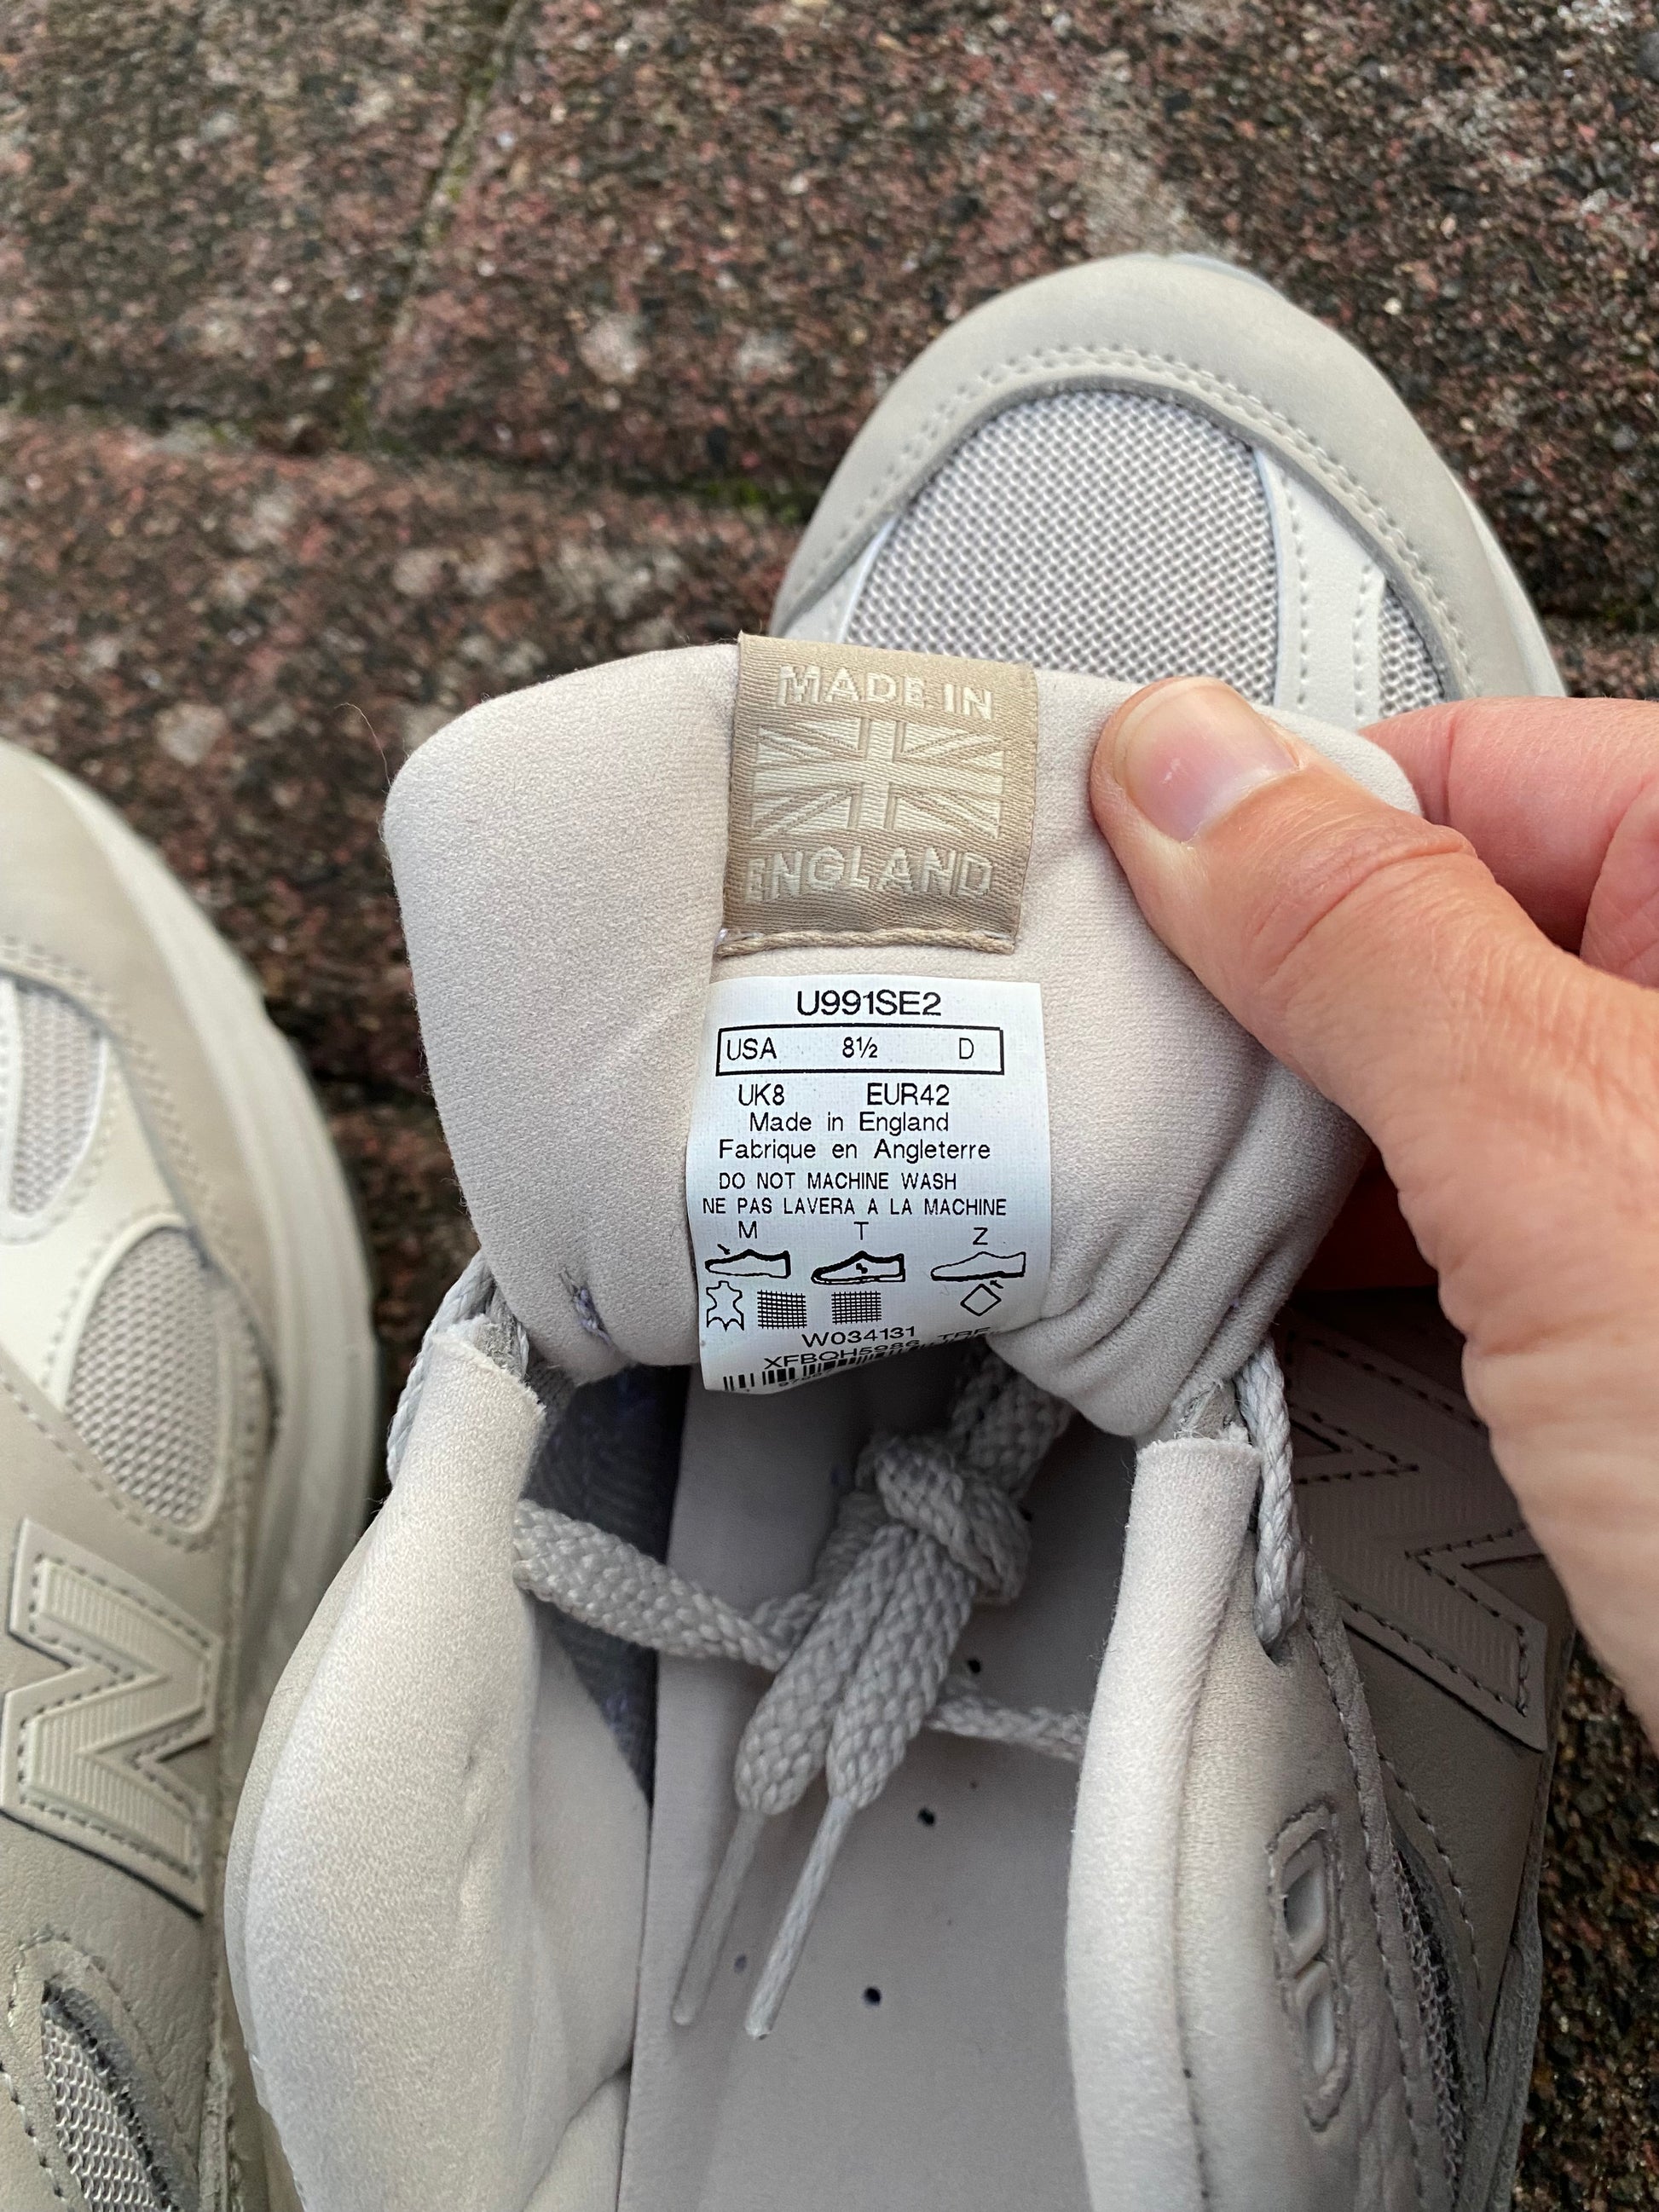 MADE IN
ENGLAND
U991SE2
USA 8½ D
UK8 EUR42
Made in England
Fabrique en Angleterre
DO NOT MACHINE WASH
NE PAS LAVERA A LA MACHINE
M T Z
W034131
N
N